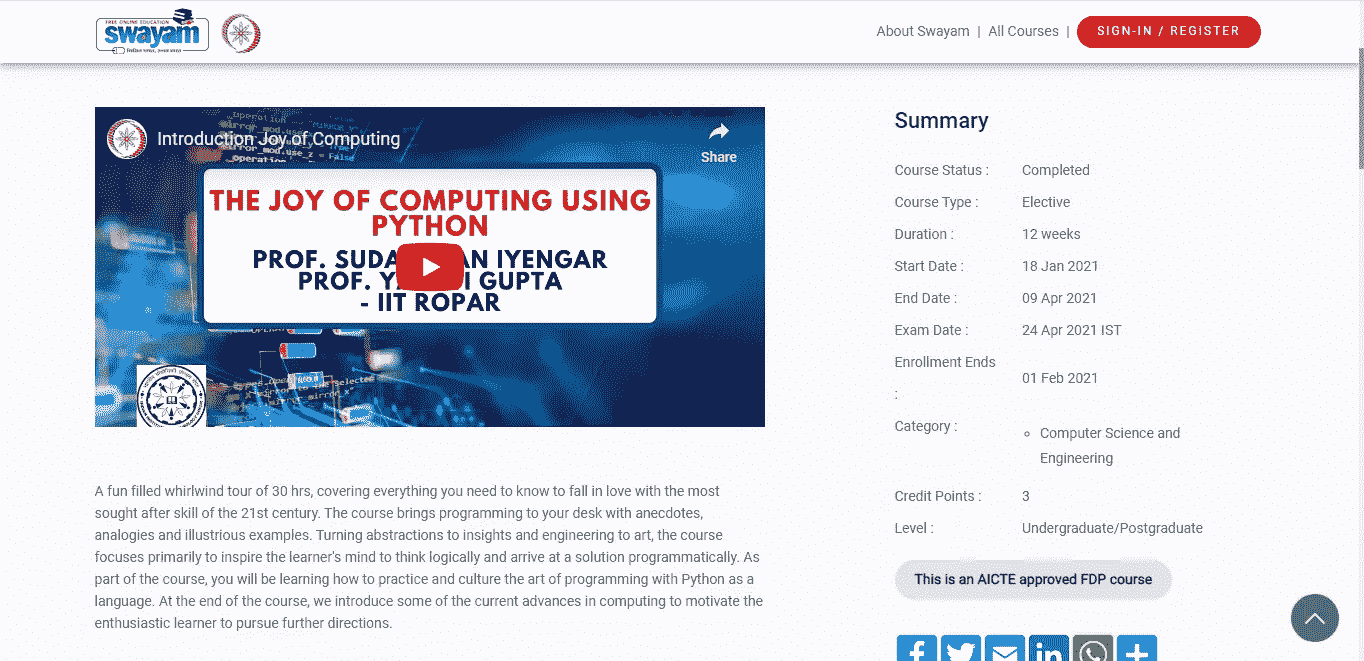 FREE ONLINE EDUCATION
swayam
About Swayam | All Courses | SIGN-IN / REGISTER
Introduction Joy of Computing
Share
THE JOY OF COMPUTING USING
PYTHON
PROF. IYENGAR
PROF. GUPTA
- IIT ROPAR
A fun filled whirlwind tour of 30 hrs, covering everything you need to know to fall in love with the most
sought after skill of the 21st century. The course brings programming to your desk with anecdotes,
analogies and illustrious examples. Turning abstractions to insights and engineering to art, the course
focuses primarily to inspire the learner's mind to think logically and arrive at a solution programmatically. As
part of the course, you will be learning how to practice and culture the art of programming with Python as a
language. At the end of the course, we introduce some of the current advances in computing to motivate the
enthusiastic learner to pursue further directions.
Summary
Course Status : Completed
Course Type : Elective
Duration : 12 weeks
Start Date : 18 Jan 2021
End Date : 09 Apr 2021
Exam Date : 24 Apr 2021 IST
Enrollment Ends
: 01 Feb 2021
Category : Computer Science and
Engineering
Credit Points : 3
Level : Undergraduate/Postgraduate
This is an AICTE approved FDP course